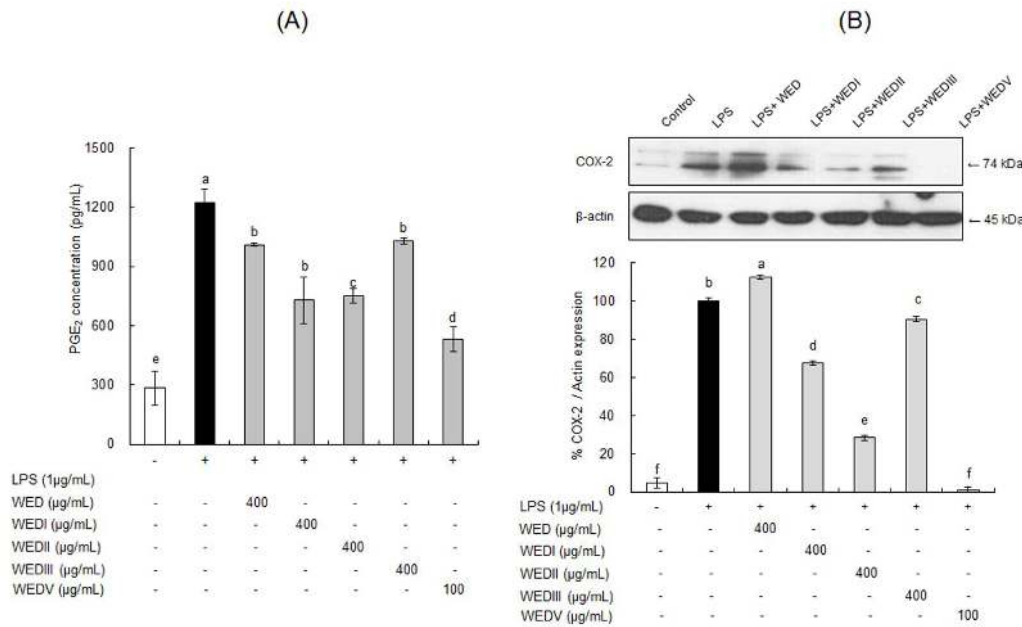 (A)
1500
1200
900
600
300
0
PGE₂ concentration (pg/mL)
e
a
b
b
c
b
d
LPS (1µg/mL) - + + + + + +
WED (µg/mL) - - 400 - - - -
WEDI (µg/mL) - - - 400 - - -
WEDII (µg/mL) - - - - 400 - -
WEDIII (µg/mL) - - - - - 400 -
WEDV (µg/mL) - - - - - - 100
(B)
Control LPS LPS+ WED LPS+WEDI LPS+WEDII LPS+WEDIII LPS+WEDV
COX-2 ←74 kDa
β-actin ← 45 kDa
120
100
80
60
40
20
0
% COX-2 / Actin expression
f
b
a
d
e
c
f
LPS (1µg/mL) - + + + + + +
WED (µg/mL) - - 400 - - - -
WEDI (µg/mL) - - - 400 - - -
WEDII (µg/mL) - - - - 400 - -
WEDIII (µg/mL) - - - - - 400 -
WEDV (µg/mL) - - - - - - 100